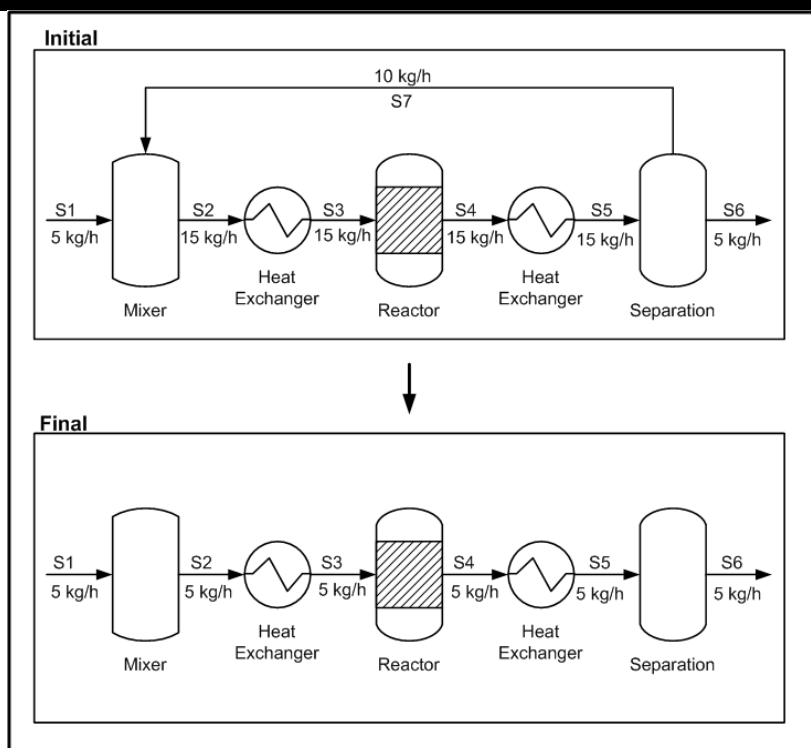 Initial
10 kg/h
S7
S1 S2 S3 S4 S5 S6
5 kg/h 15 kg/h 15 kg/h 15 kg/h 15 kg/h 5 kg/h
Heat Heat
Mixer Exchanger Reactor Exchanger Separation
Final
S1 S2 S3 S4 S5 S6
5 kg/h 5 kg/h 5 kg/h 5 kg/h 5 kg/h 5 kg/h
Heat Heat
Mixer Exchanger Reactor Exchanger Separation